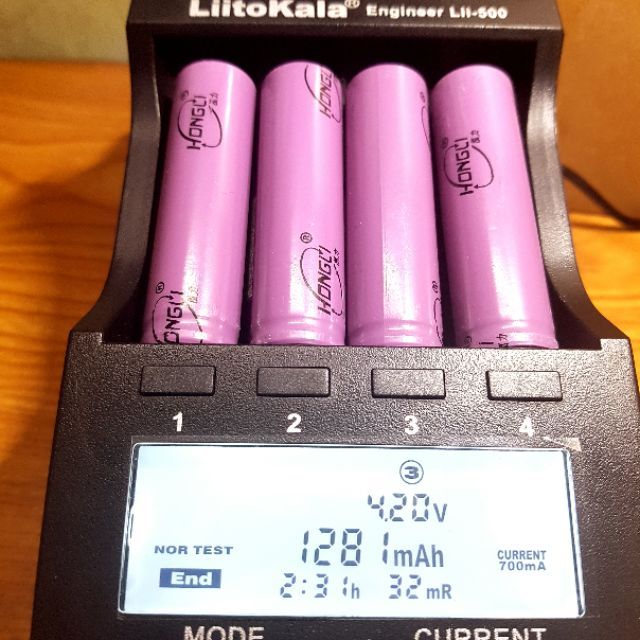 LiitoKala® Engineer Lii-500
HONGLI
HONGLI
HONGLI
HONGLI
1 2 3 4
③
4.20V
NOR TEST
1281mAh
CURRENT
700mA
End
2:31h 32mR
MODE CURRENT